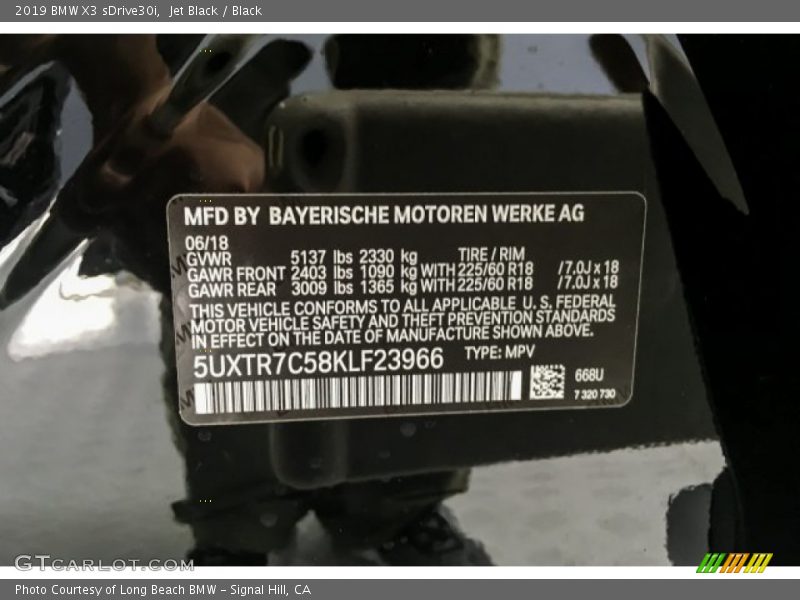 2019 BMW X3 sDrive30i, Jet Black / Black
MFD BY BAYERISCHE MOTOREN WERKE AG
06/18
GVWR 5137 lbs 2330 kg TIRE / RIM
GAWR FRONT 2403 lbs 1090 kg WITH 225/60 R18 /7.0J x 18
GAWR REAR 3009 lbs 1365 kg WITH 225/60 R18 /7.0J x 18
THIS VEHICLE CONFORMS TO ALL APPLICABLE U. S. FEDERAL
MOTOR VEHICLE SAFETY AND THEFT PREVENTION STANDARDS
IN EFFECT ON THE DATE OF MANUFACTURE SHOWN ABOVE.
5UXTR7C58KLF23966 TYPE: MPV
668U
7 320 730
GTCARLOT.COM
Photo Courtesy of Long Beach BMW – Signal Hill, CA